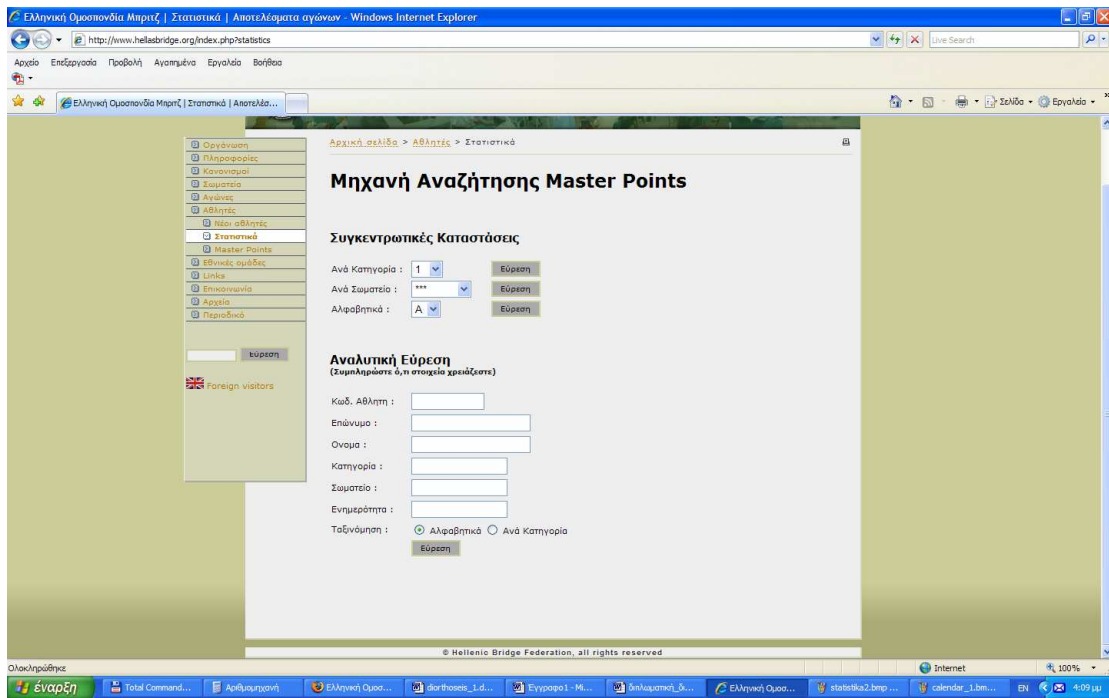 Ελληνική Ομοσπονδία Μπριτζ | Στατιστικά | Αποτελέσματα αγώνων - Windows Internet Explorer
http://www.hellasbridge.org/index.php?statistics
Live Search
Αρχείο Επεξεργασία Προβολή Αγαπημένα Εργαλεία Βοήθεια
Ελληνική Ομοσπονδία Μπριτζ | Στατιστικά | Αποτελέσ...
Σελίδα Εργαλεία
Αρχική σελίδα > Αθλητές > Στατιστικά
Οργάνωση
Πληροφορίες
Κανονισμοί
Σωματεία
Αγώνες
Αθλητές
Νέοι αθλητές
Στατιστικά
Master Points
Εθνικές ομάδες
Links
Επικοινωνία
Αρχεία
Περιοδικό
Εύρεση
Foreign visitors
Μηχανή Αναζήτησης Master Points
Συγκεντρωτικές Καταστάσεις
Ανά Κατηγορία : 1 Εύρεση
Ανά Σωματείο : *** Εύρεση
Αλφαβητικά : Α Εύρεση
Αναλυτική Εύρεση
(Συμπληρώστε ό,τι στοιχείο χρειάζεστε)
Κωδ. Αθλητη :
Επώνυμο :
Ονομα :
Κατηγορία :
Σωματείο :
Ενημερότητα :
Ταξινόμηση : Αλφαβητικά Ανά Κατηγορία
Εύρεση
© Hellenic Bridge Federation, all rights reserved
Ολοκληρώθηκε Internet 100%
έναρξη Total Command... Αριθμομηχανή Ελληνική Ομοσ... diorthoseis_1.d... Έγγραφο1 - Mi... διπλωματική_δι... Ελληνική Ομοσ... statistika2.bmp ... calendar_1.bm... EN 4:09 μμ